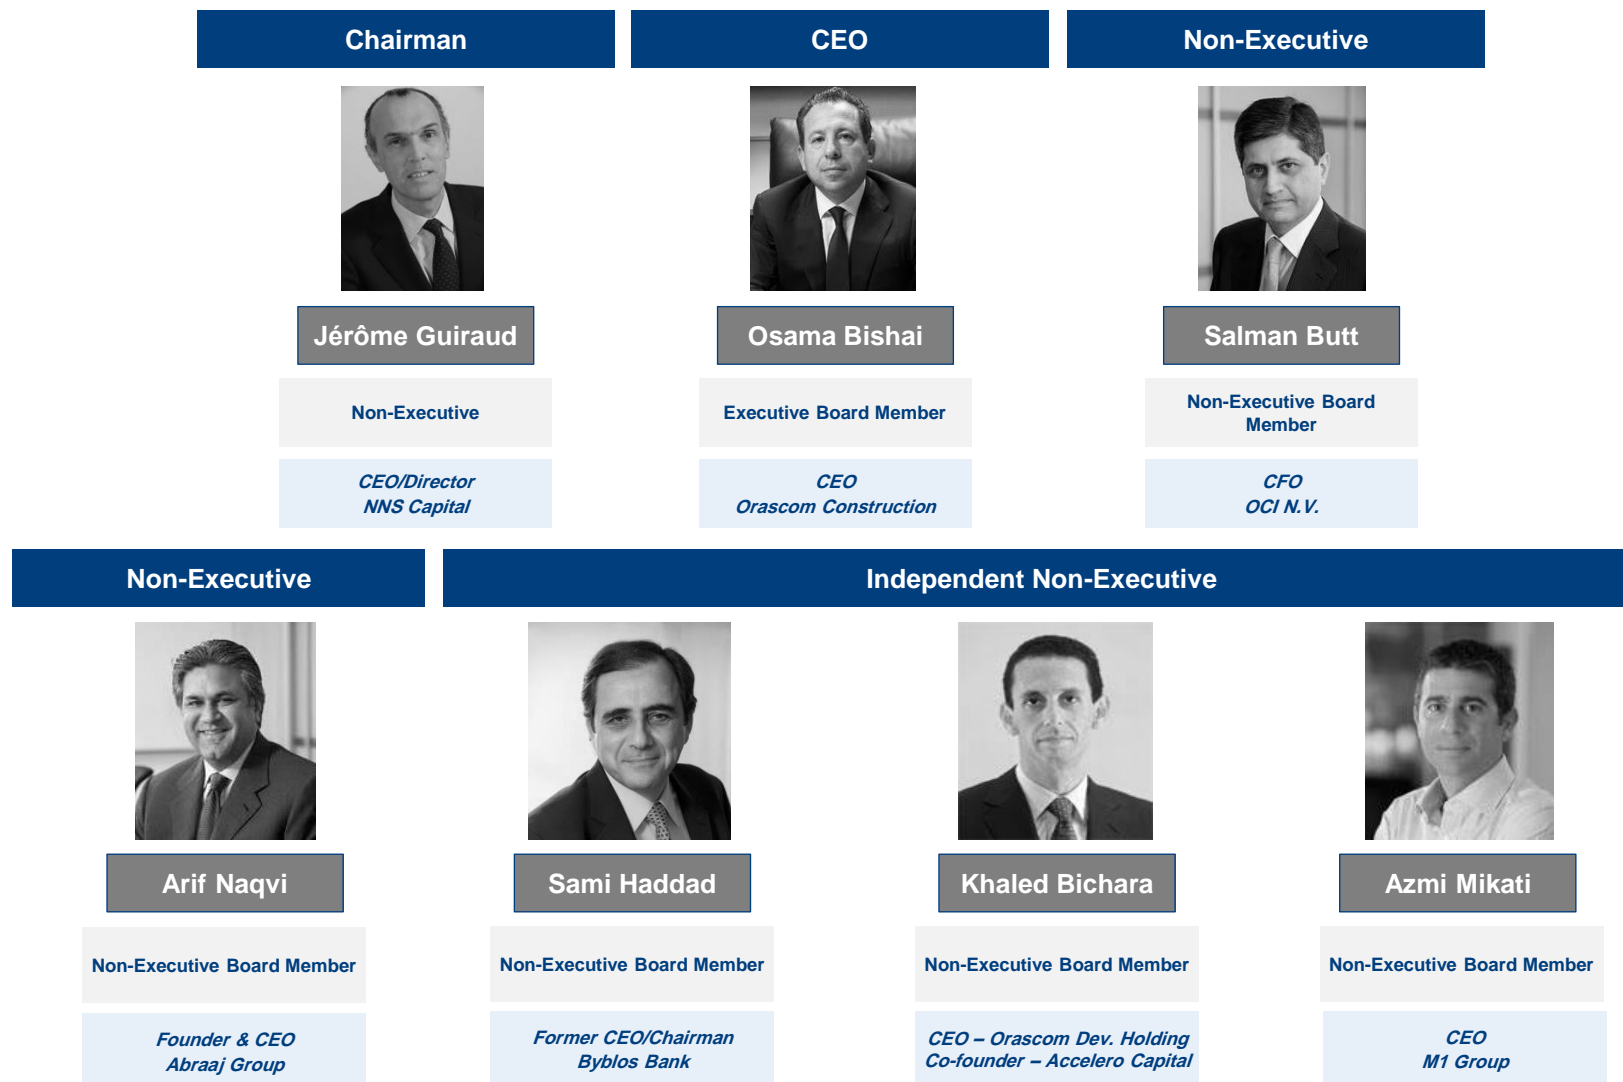 Chairman
CEO
Non-Executive
Jérôme Guiraud
Osama Bishai
Salman Butt
Non-Executive
Executive Board Member
Non-Executive Board
Member
CEO/Director
NNS Capital
CEO
Orascom Construction
CFO
OCI N.V.
Non-Executive
Independent Non-Executive
Arif Naqvi
Sami Haddad
Khaled Bichara
Azmi Mikati
Non-Executive Board Member
Non-Executive Board Member
Non-Executive Board Member
Non-Executive Board Member
Founder & CEO
Abraaj Group
Former CEO/Chairman
Byblos Bank
CEO – Orascom Dev. Holding
Co-founder – Accelero Capital
CEO
M1 Group